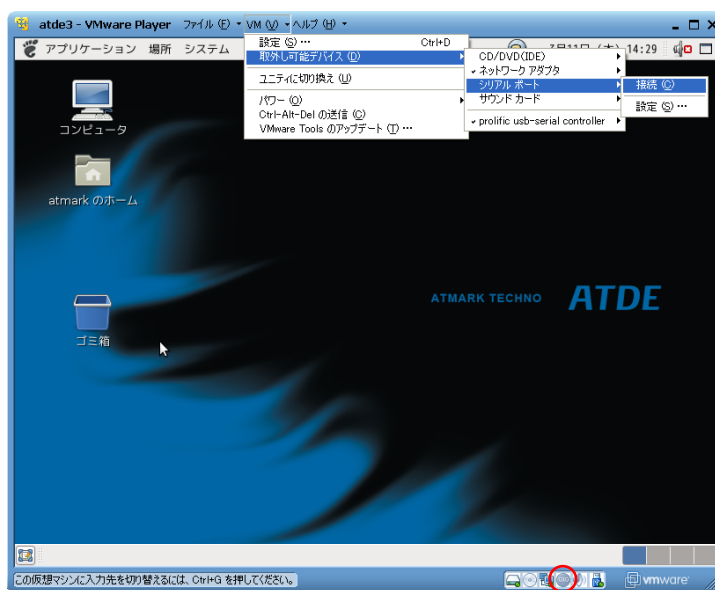 atde3 - VMware Player ファイル (F) VM (V) ヘルプ (H)
アプリケーション 場所 システム
14:29
設定 (S) ... Ctrl+D
取外し可能デバイス (D)
ユニティに切り換え (U)
パワー (O)
Ctrl-Alt-Del の送信 (C)
VMware Tools のアップデート (T) ...
CD/DVD(IDE)
ネットワーク アダプタ
シリアル ポート
サウンド カード
prolific usb-serial controller
接続 (C)
設定 (S) ...
コンピュータ
atmark のホーム
ゴミ箱
ATMARK TECHNO ATDE
この仮想マシンに入力先を切り替えるには、Ctrl+G を押してください。
vmware